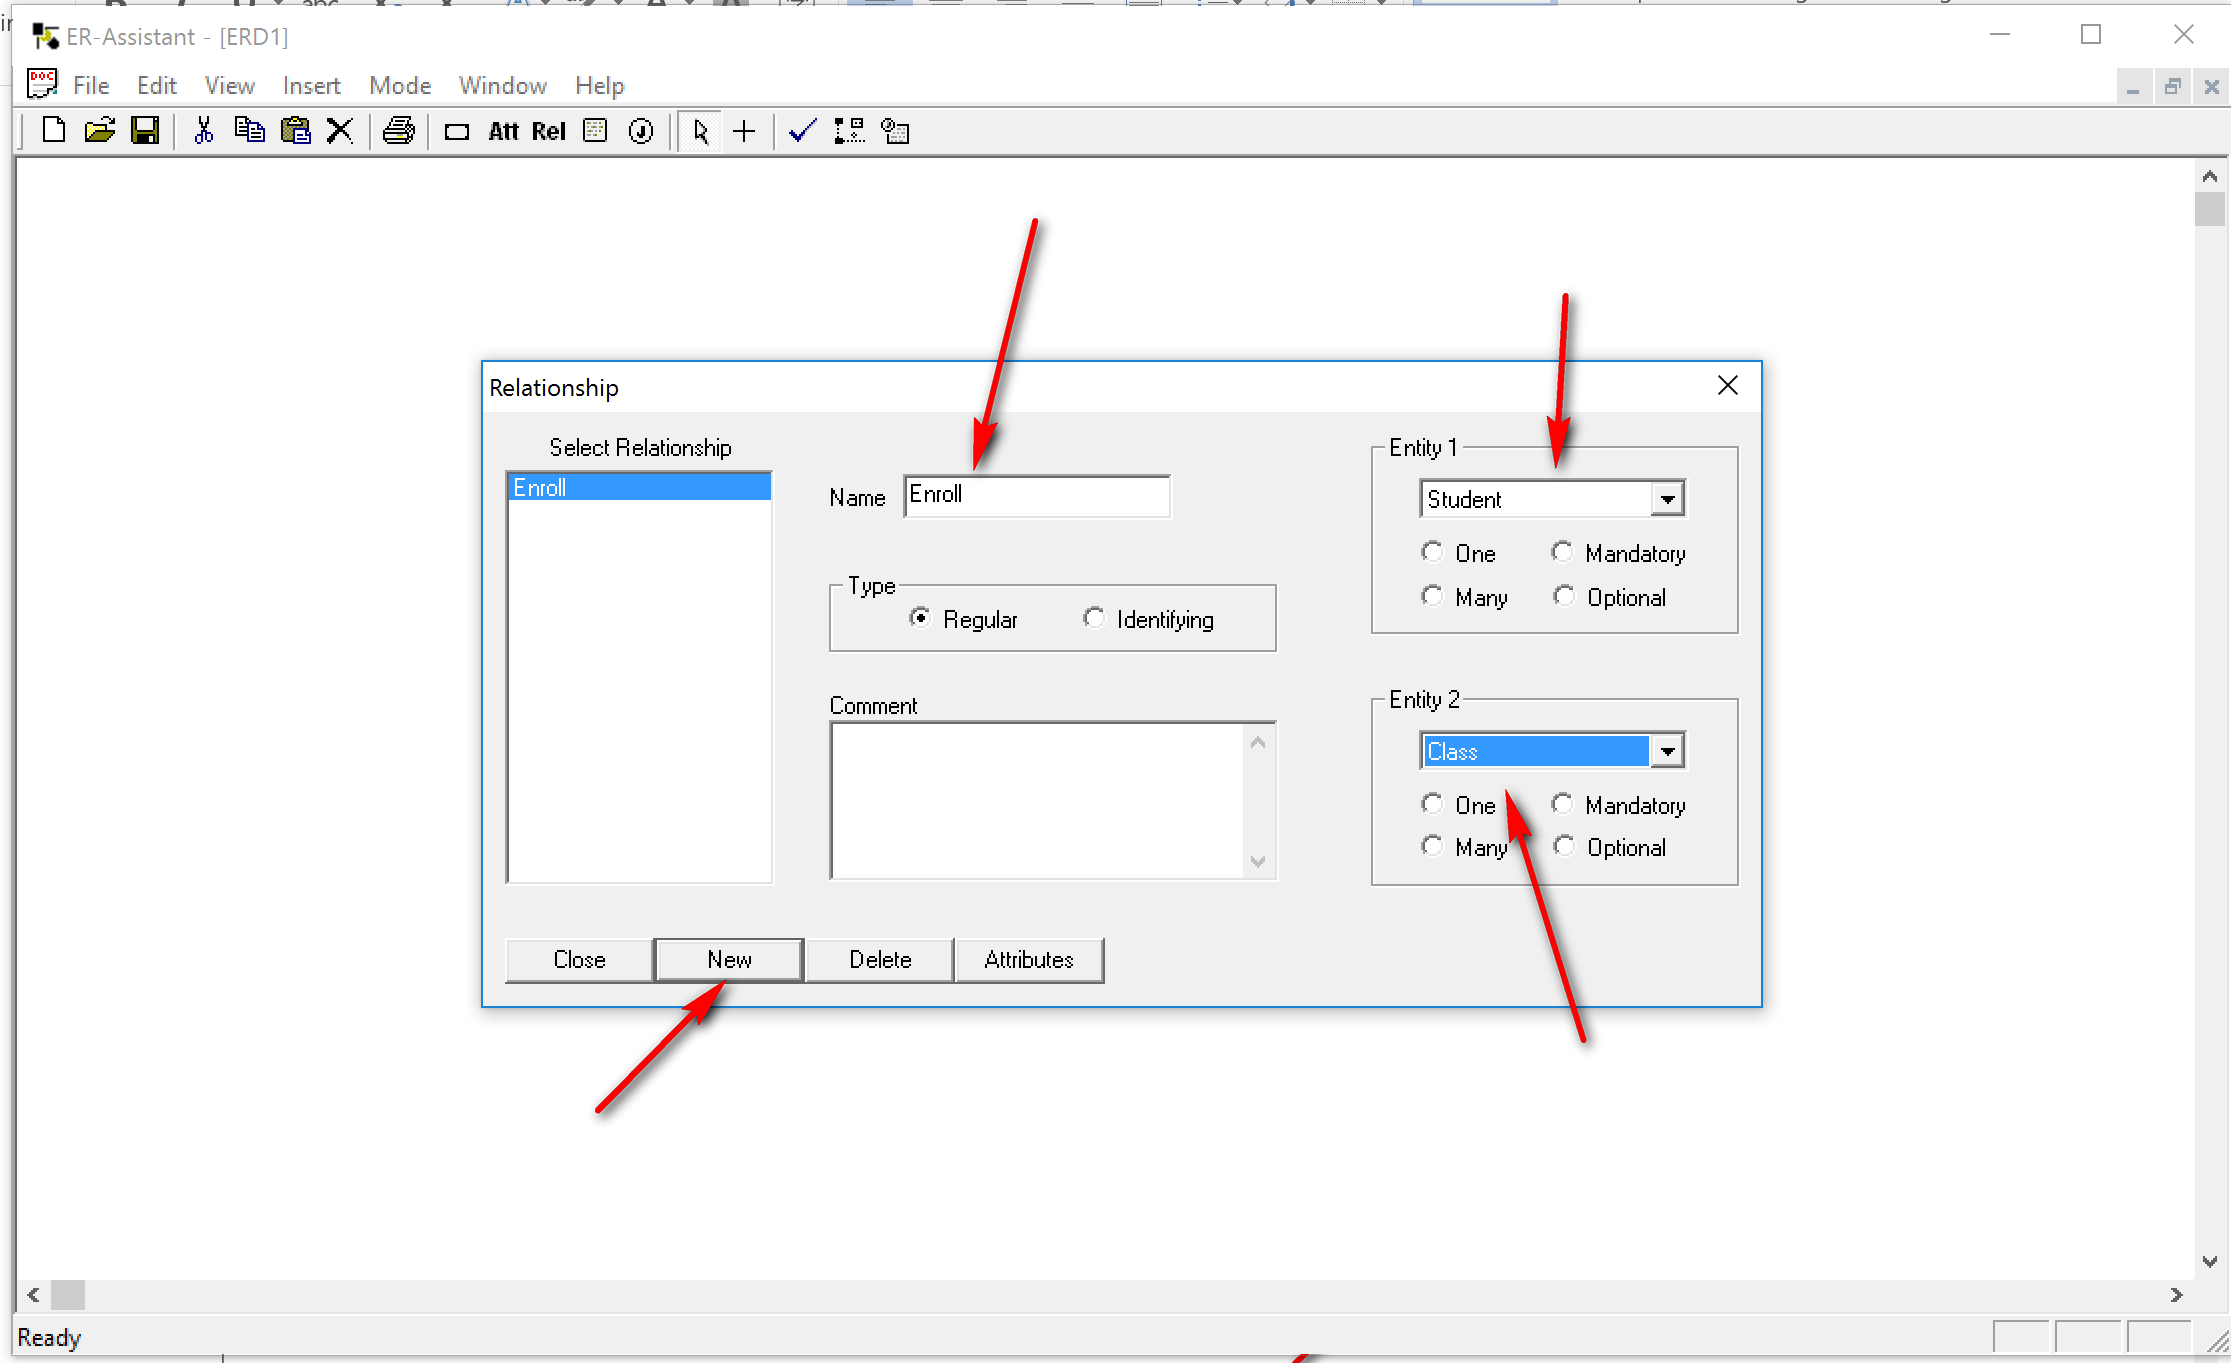 ER-Assistant - [ERD1]
DOC File Edit View Insert Mode Window Help
Att Rel J
Relationship
Select Relationship
Enroll
Name Enroll
Type
Regular Identifying
Comment
Entity 1
Student
One Mandatory
Many Optional
Entity 2
Class
One Mandatory
Many Optional
Close New Delete Attributes
Ready